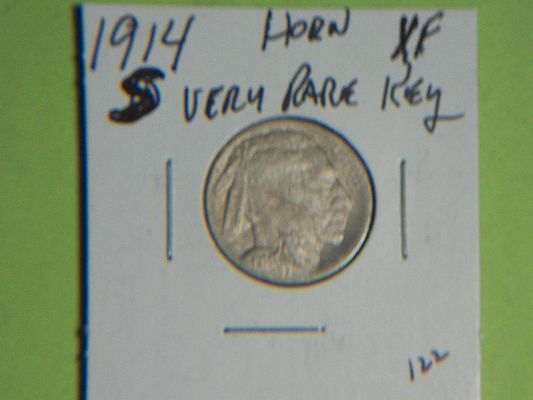 1914 HORN XF
S VERY RARE KEY
122